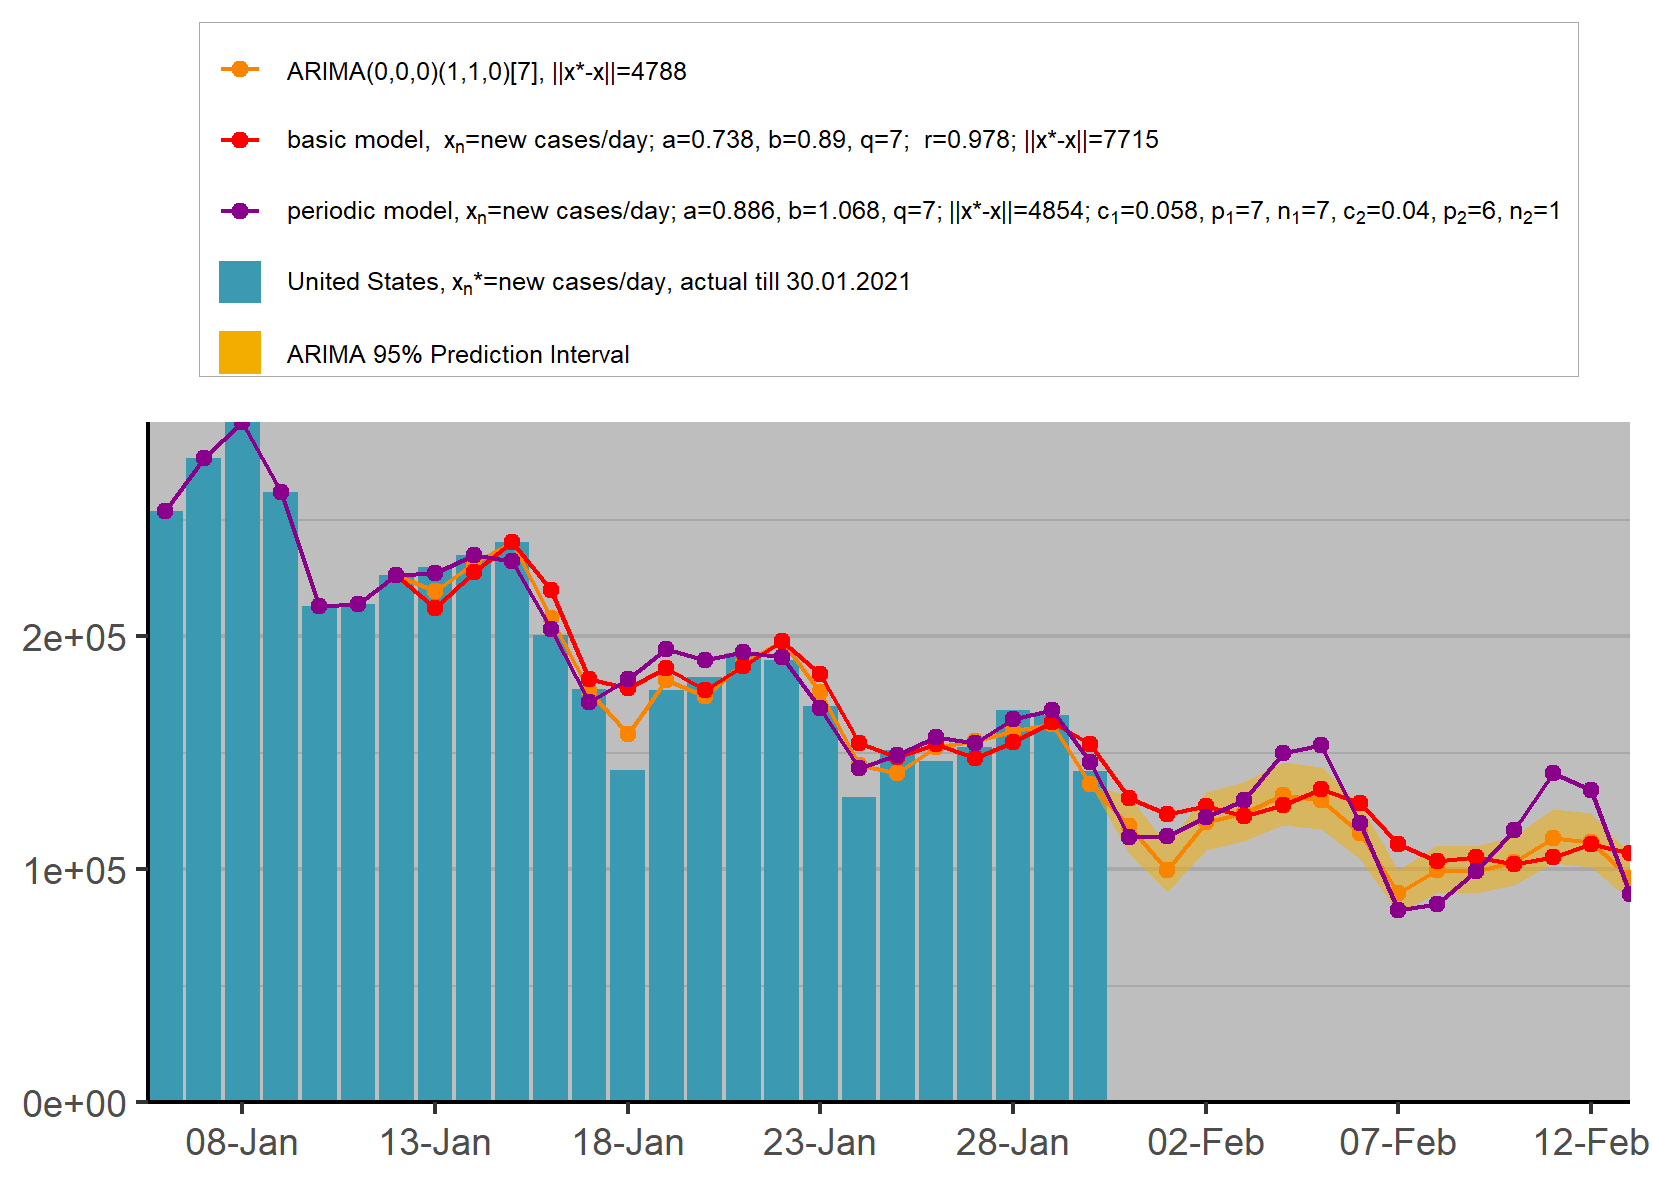 ARIMA(0,0,0)(1,1,0)[7], ||x*-x||=4788
basic model,  xn=new cases/day; a=0.738, b=0.89, q=7;  r=0.978; ||x*-x||=7715
periodic model, xn=new cases/day; a=0.886, b=1.068, q=7; ||x*-x||=4854; c1=0.058, p1=7, n1=7, c2=0.04, p2=6, n2=1
United States, xn*=new cases/day, actual till 30.01.2021
ARIMA 95% Prediction Interval
2e+05
1e+05
0e+00
08-Jan 13-Jan 18-Jan 23-Jan 28-Jan 02-Feb 07-Feb 12-Feb